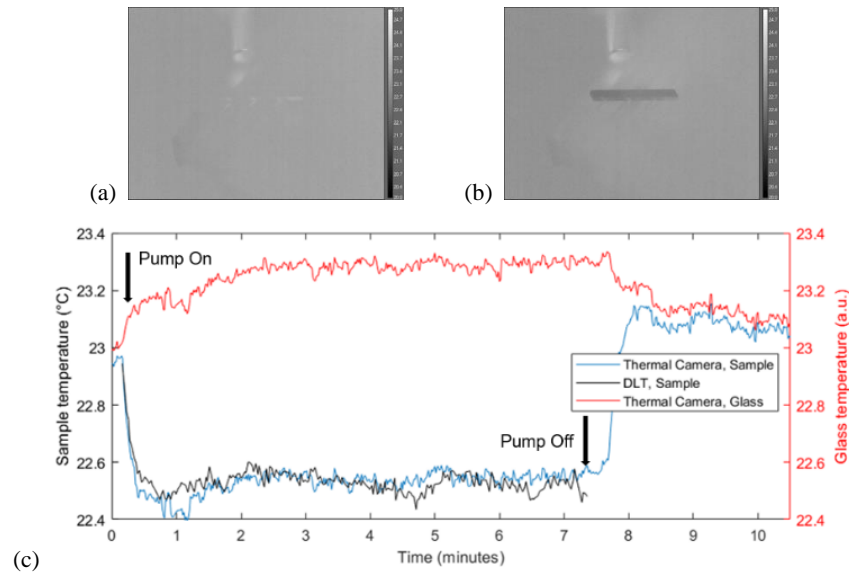 (a)
(b)
23.4
23.2
23
22.8
22.6
22.4
Sample temperature (°C)
Pump On
Pump Off
Thermal Camera, Sample
DLT, Sample
Thermal Camera, Glass
23.4
23.2
23
22.8
22.6
22.4
Glass temperature (a.u.)
0 1 2 3 4 5 6 7 8 9 10
Time (minutes)
(c)